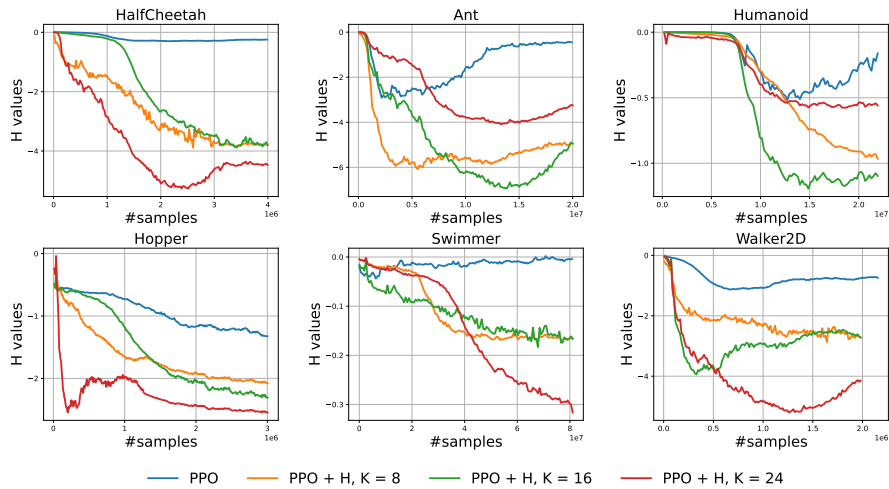 HalfCheetah
Ant
Humanoid
H values
0
−2
−4
0
−2
−4
−6
0.0
−0.5
−1.0
0 1 2 3 4
1e6
#samples
0.0 0.5 1.0 1.5 2.0
1e7
#samples
0.0 0.5 1.0 1.5 2.0
1e7
#samples
H values
H values
Hopper
Swimmer
Walker2D
H values
0
−1
−2
H values
0.0
−0.1
−0.2
−0.3
H values
0
−2
−4
0 1 2 3
1e6
#samples
0 2 4 6 8
1e7
#samples
0.0 0.5 1.0 1.5 2.0
1e6
#samples
PPO PPO + H, K = 8 PPO + H, K = 16 PPO + H, K = 24